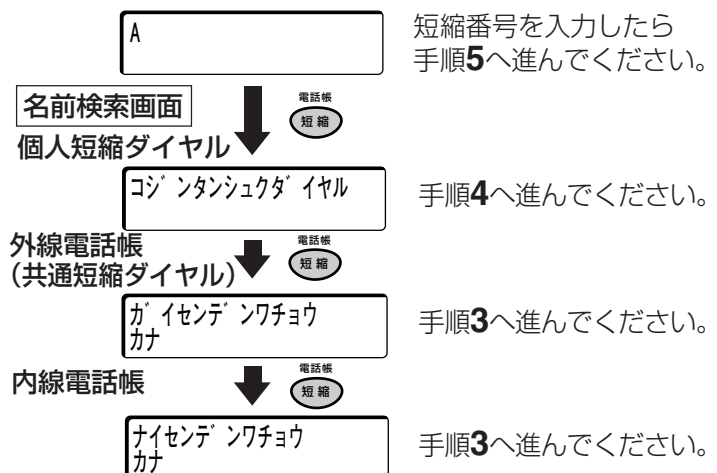 A
短縮番号を入力したら
手順5へ進んでください。
名前検索画面
電話帳
短縮
個人短縮ダイヤル
コジンタンシュクダイヤル
手順4へ進んでください。
外線電話帳
(共通短縮ダイヤル)
電話帳
短縮
ガイセンデンワチョウ
カナ
手順3へ進んでください。
内線電話帳
電話帳
短縮
ナイセンデンワチョウ
カナ
手順3へ進んでください。